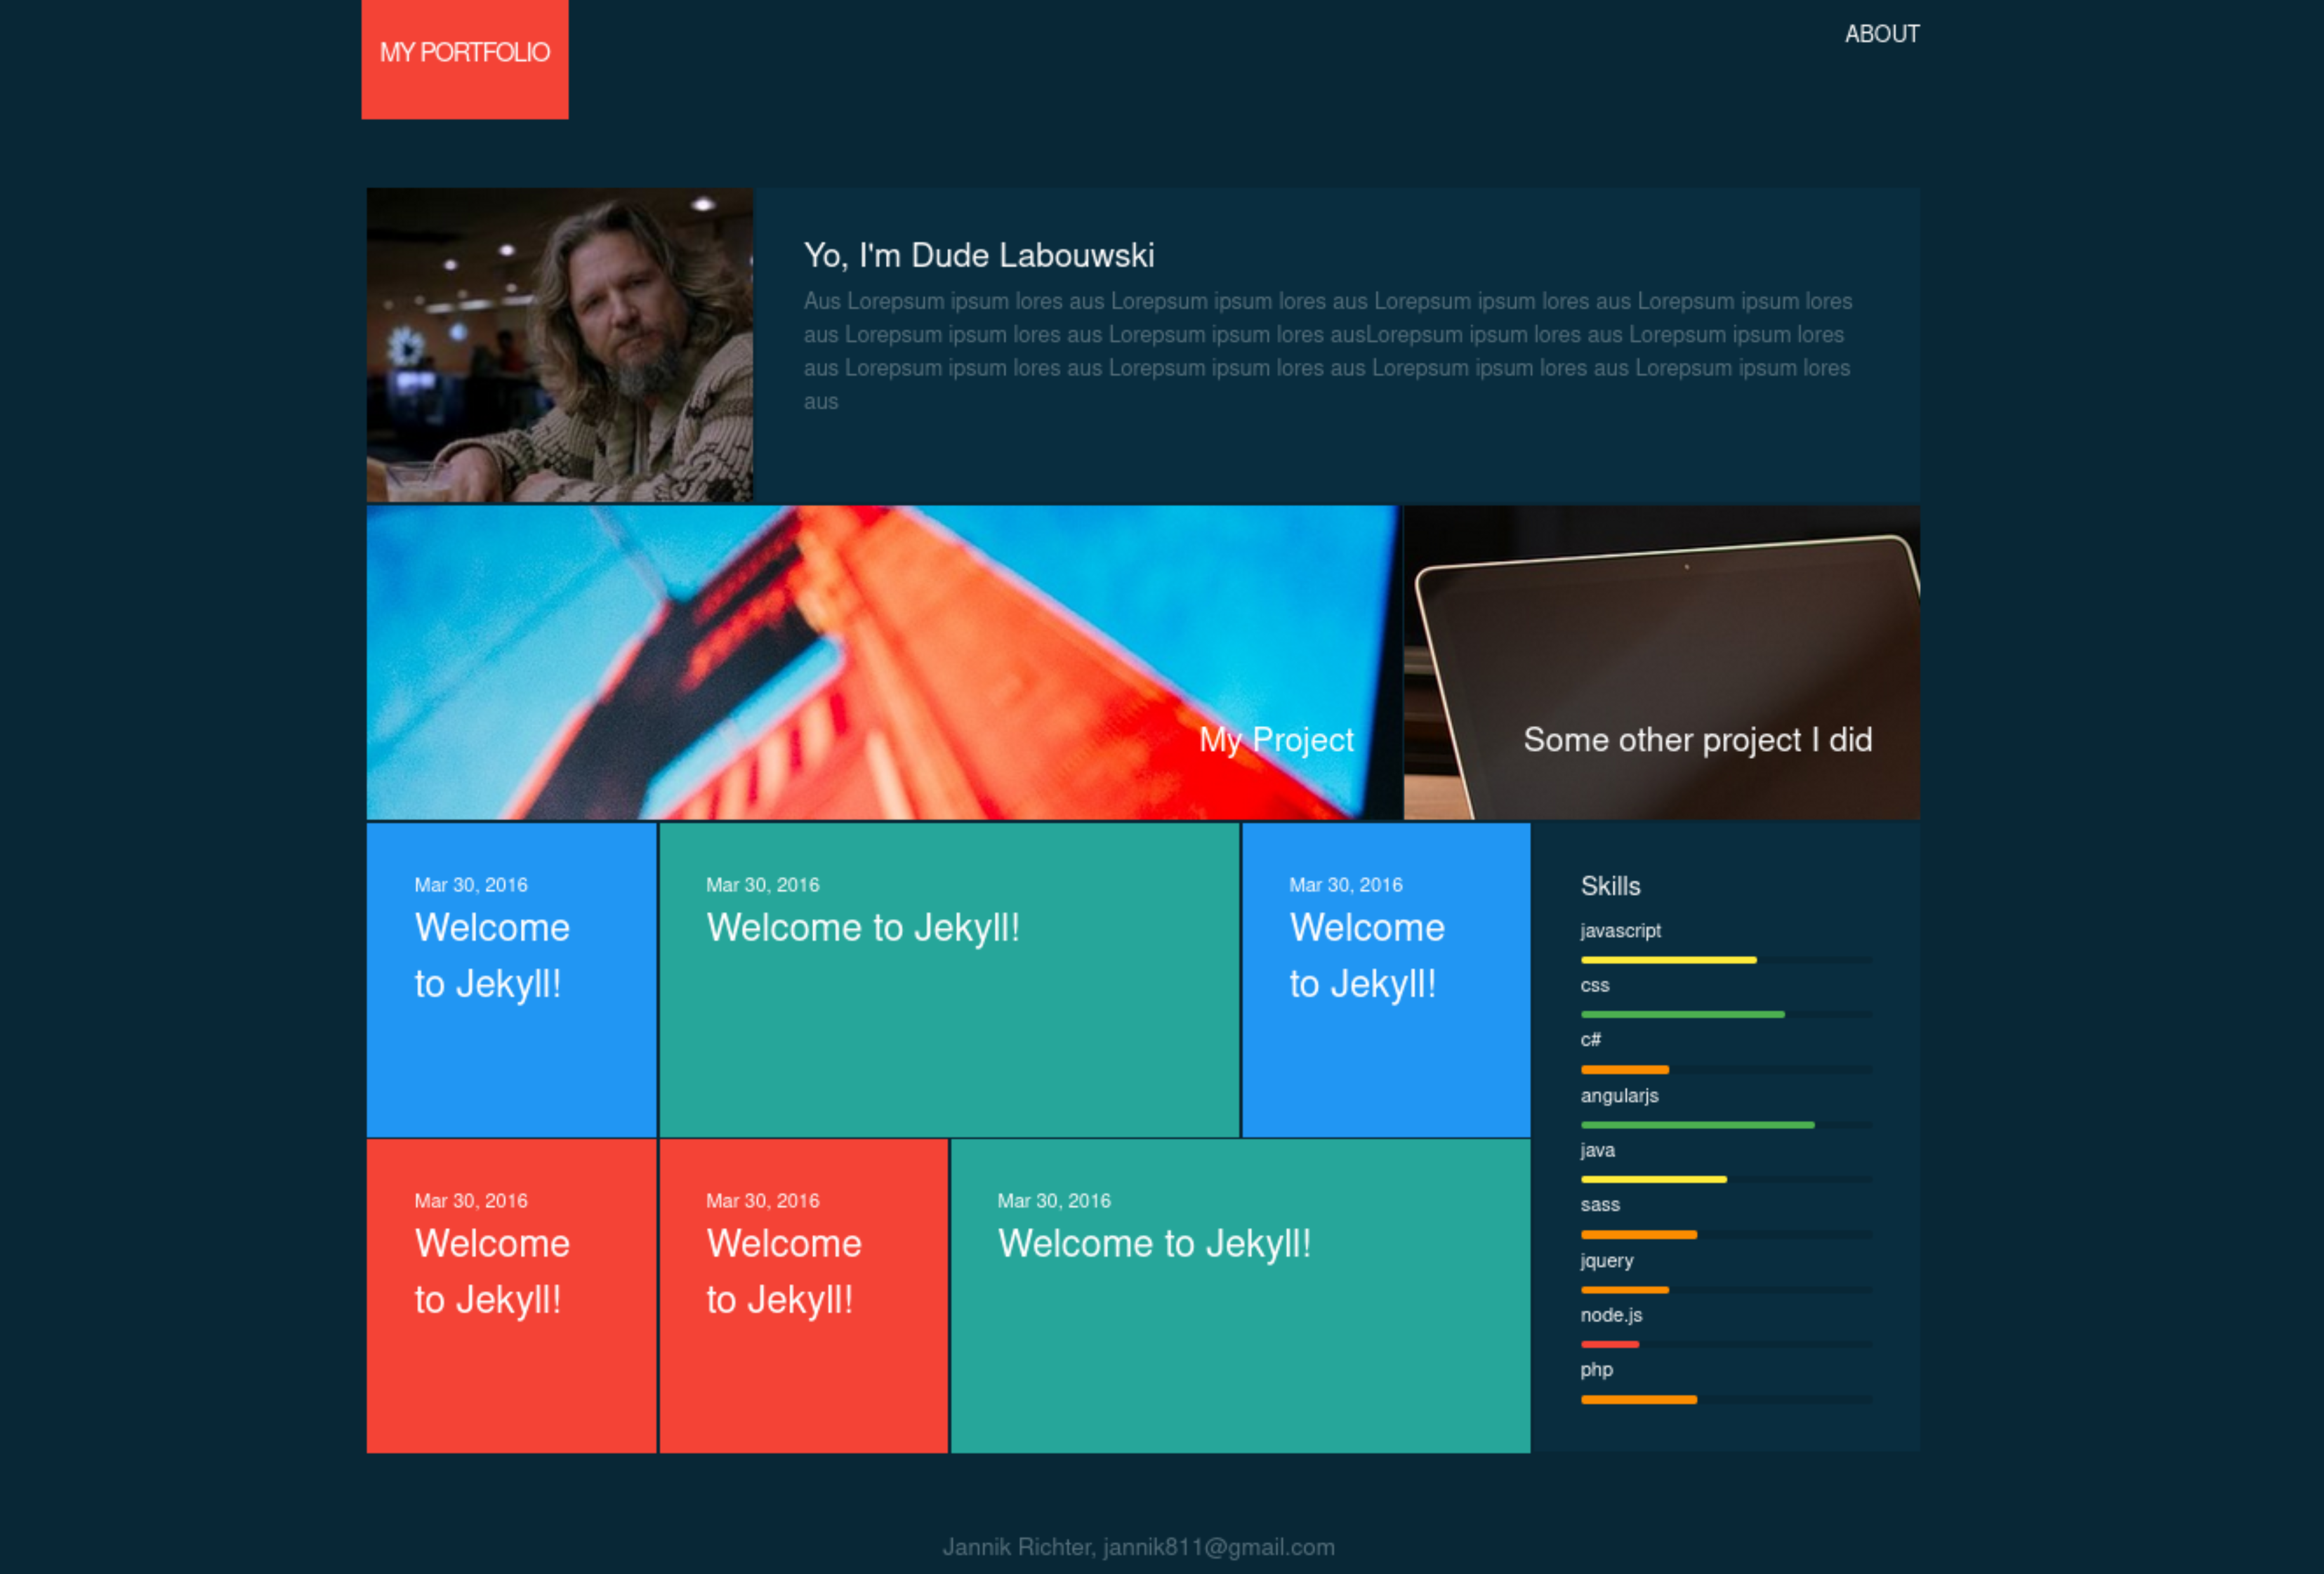 MY PORTFOLIO
ABOUT
Yo, I'm Dude Labouwski
Aus Lorepsum ipsum lores aus Lorepsum ipsum lores aus Lorepsum ipsum lores aus Lorepsum ipsum lores
aus Lorepsum ipsum lores aus Lorepsum ipsum lores ausLorepsum ipsum lores aus Lorepsum ipsum lores
aus Lorepsum ipsum lores aus Lorepsum ipsum lores aus Lorepsum ipsum lores aus Lorepsum ipsum lores
aus
My Project
Some other project I did
Mar 30, 2016
Welcome
to Jekyll!
Mar 30, 2016
Welcome to Jekyll!
Mar 30, 2016
Welcome
to Jekyll!
Mar 30, 2016
Welcome
to Jekyll!
Mar 30, 2016
Welcome
to Jekyll!
Mar 30, 2016
Welcome to Jekyll!
Skills
javascript
css
c#
angularjs
java
sass
jquery
node.js
php
Jannik Richter, jannik811@gmail.com